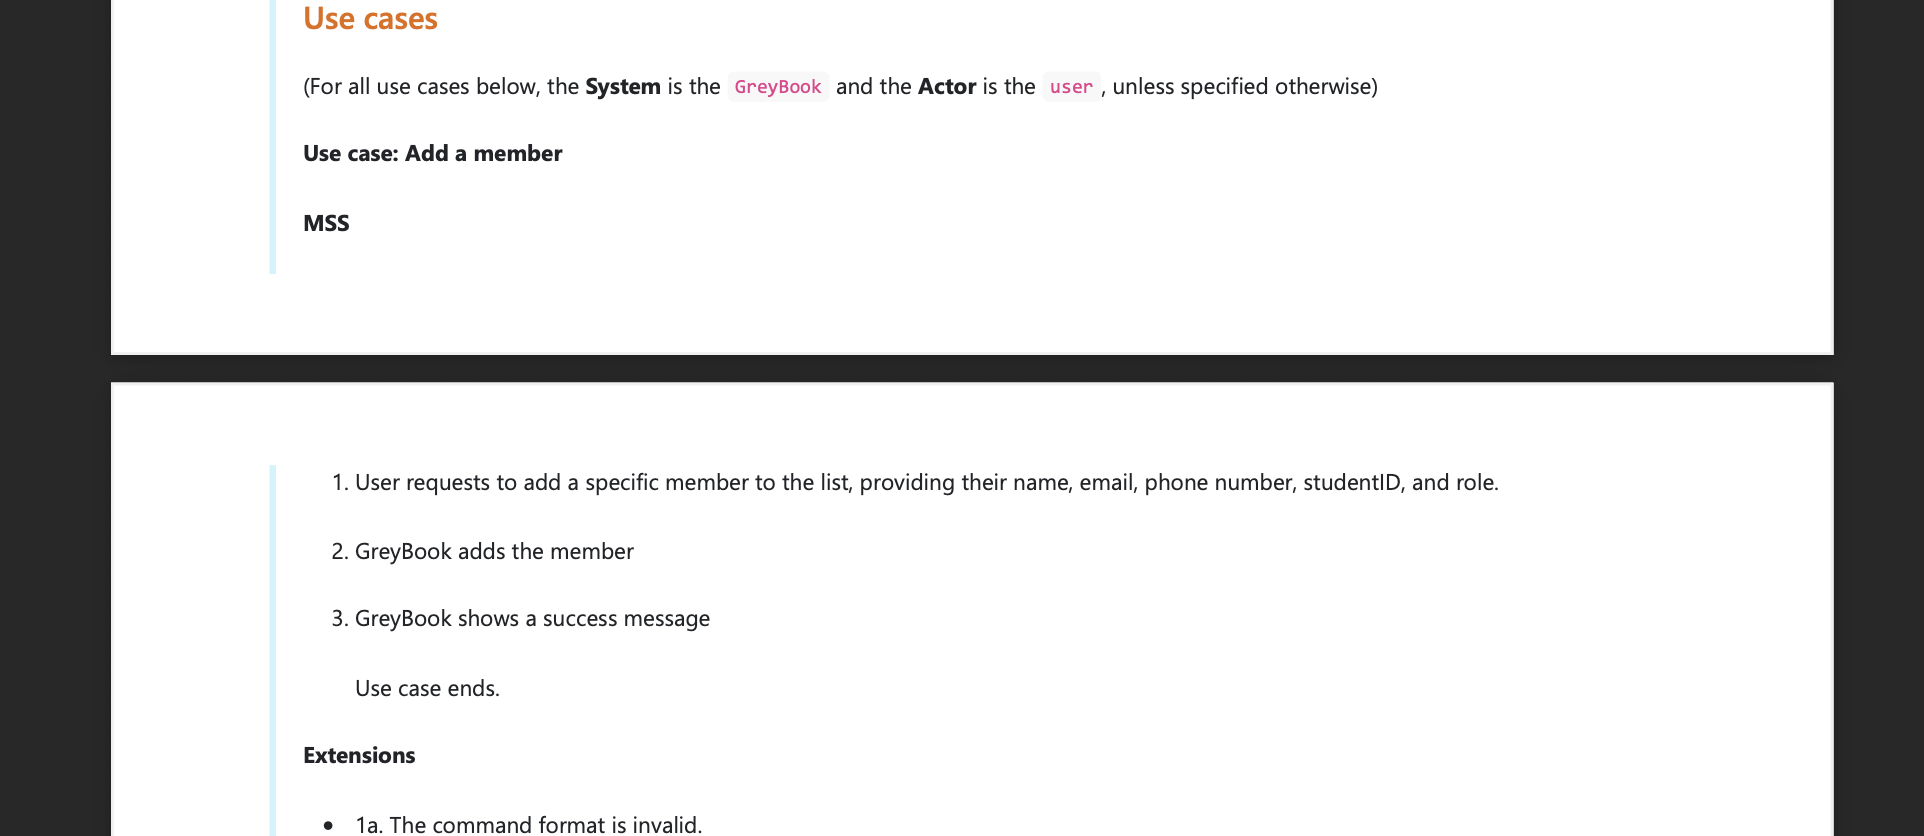 Use cases
(For all use cases below, the System is the GreyBook and the Actor is the user , unless specified otherwise)
Use case: Add a member
MSS
1. User requests to add a specific member to the list, providing their name, email, phone number, studentID, and role.
2. GreyBook adds the member
3. GreyBook shows a success message
Use case ends.
Extensions
• 1a. The command format is invalid.